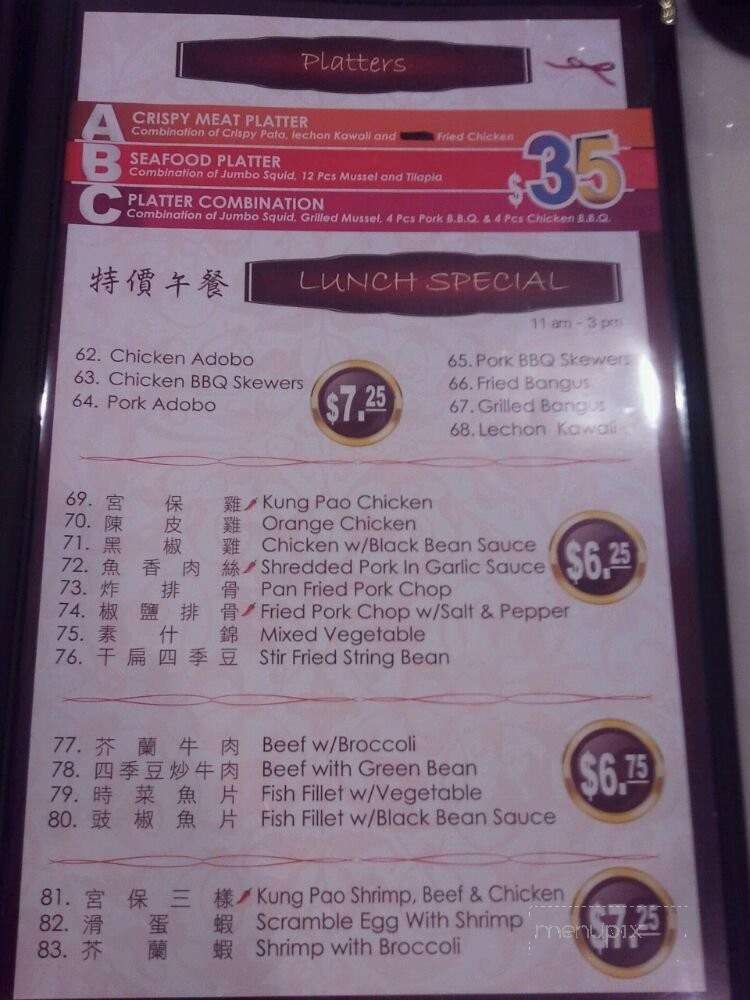 Platters
A CRISPY MEAT PLATTER
Combination of Crispy Pata, lechon Kawali and Fried Chicken
B SEAFOOD PLATTER
Combination of Jumbo Squid, 12 Pcs Mussel and Tilapia
$35
C PLATTER COMBINATION
Combination of Jumbo Squid, Grilled Mussel, 4 Pcs Pork B.B.Q. & 4 Pcs Chicken B.B.Q.
特價午餐 LUNCH SPECIAL
11 am - 3 pm
62. Chicken Adobo
63. Chicken BBQ Skewers
64. Pork Adobo
$7.25
65. Pork BBQ Skewers
66. Fried Bangus
67. Grilled Bangus
68. Lechon Kawali
69. 宮保雞 Kung Pao Chicken
70. 陳皮雞 Orange Chicken
71. 黑椒雞 Chicken w/Black Bean Sauce
72. 魚香肉絲 Shredded Pork In Garlic Sauce
73. 炸排骨 Pan Fried Pork Chop
74. 椒鹽排骨 Fried Pork Chop w/Salt & Pepper
75. 素什錦 Mixed Vegetable
76. 干扁四季豆 Stir Fried String Bean
$6.25
77. 芥蘭牛肉 Beef w/Broccoli
78. 四季豆炒牛肉 Beef with Green Bean
79. 時菜魚片 Fish Fillet w/Vegetable
80. 豉椒魚片 Fish Fillet w/Black Bean Sauce
$6.75
81. 宮保三樣 Kung Pao Shrimp, Beef & Chicken
82. 滑蛋蝦 Scramble Egg With Shrimp
83. 芥蘭蝦 Shrimp with Broccoli
$7.25
menupix